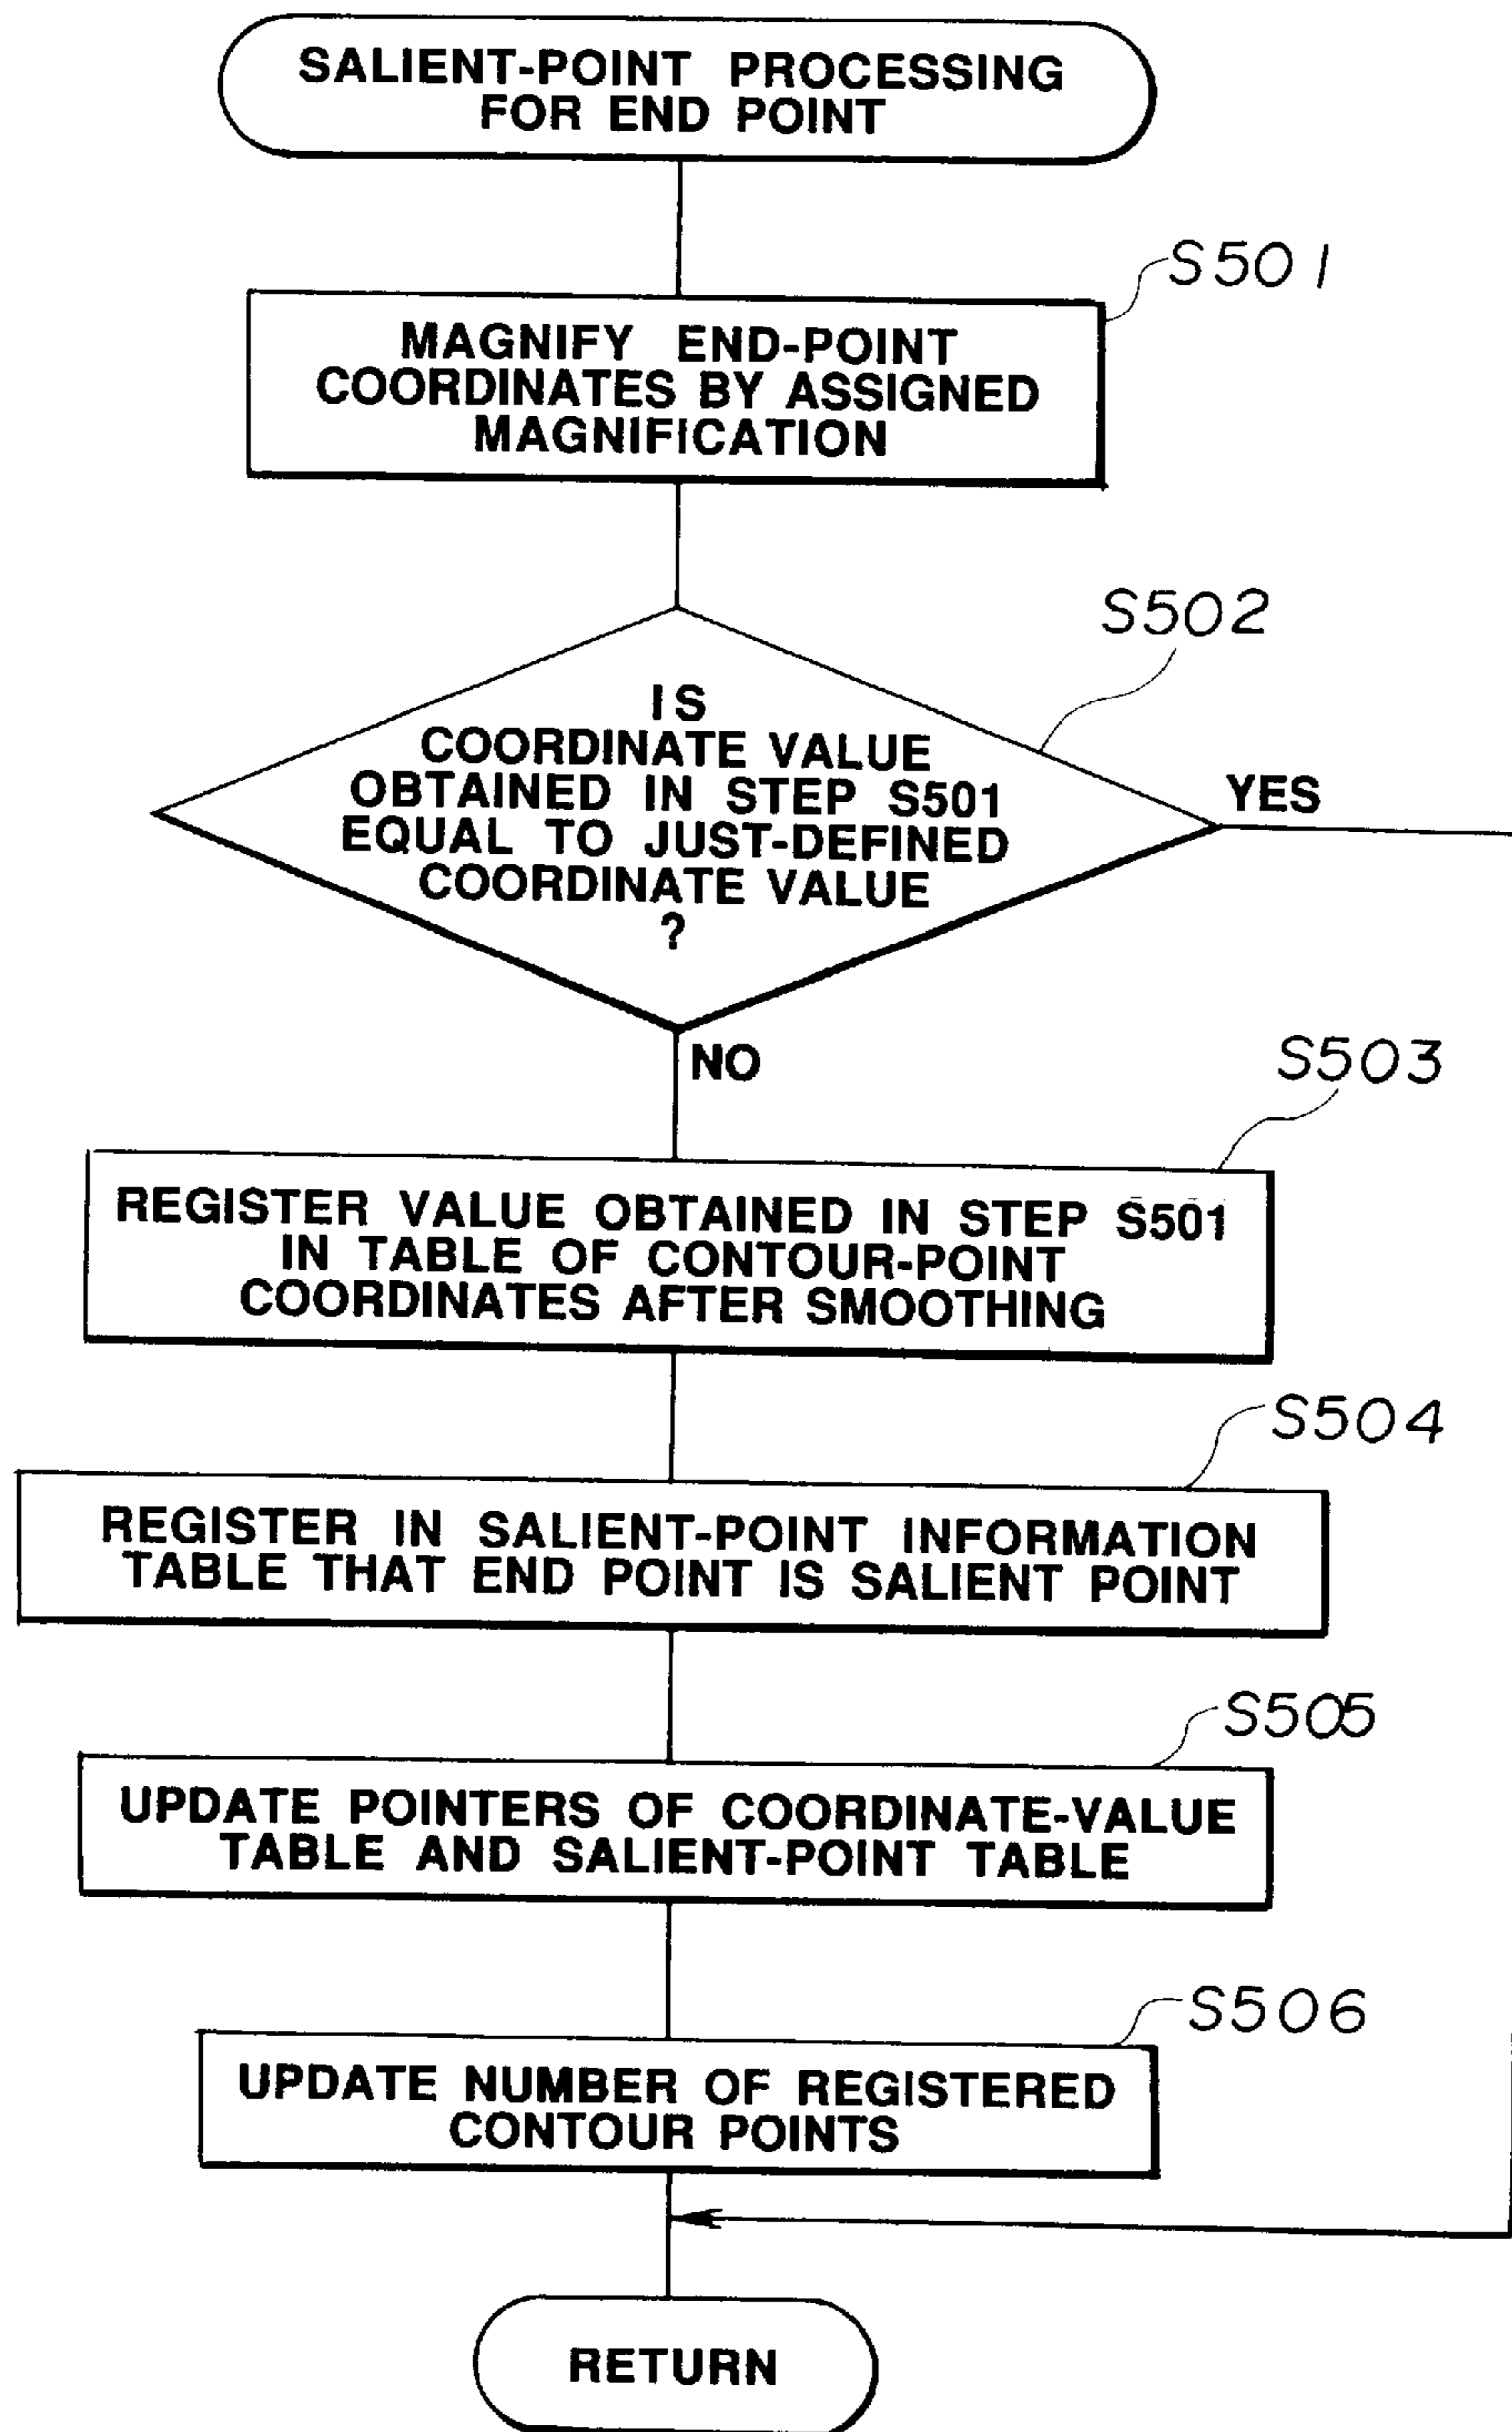 SALIENT-POINT PROCESSING
FOR END POINT
S501
MAGNIFY END-POINT
COORDINATES BY ASSIGNED
MAGNIFICATION
S502
IS
COORDINATE VALUE
OBTAINED IN STEP S501
EQUAL TO JUST-DEFINED
COORDINATE VALUE
?
YES
NO
S503
REGISTER VALUE OBTAINED IN STEP S501
IN TABLE OF CONTOUR-POINT
COORDINATES AFTER SMOOTHING
S504
REGISTER IN SALIENT-POINT INFORMATION
TABLE THAT END POINT IS SALIENT POINT
S505
UPDATE POINTERS OF COORDINATE-VALUE
TABLE AND SALIENT-POINT TABLE
S506
UPDATE NUMBER OF REGISTERED
CONTOUR POINTS
RETURN